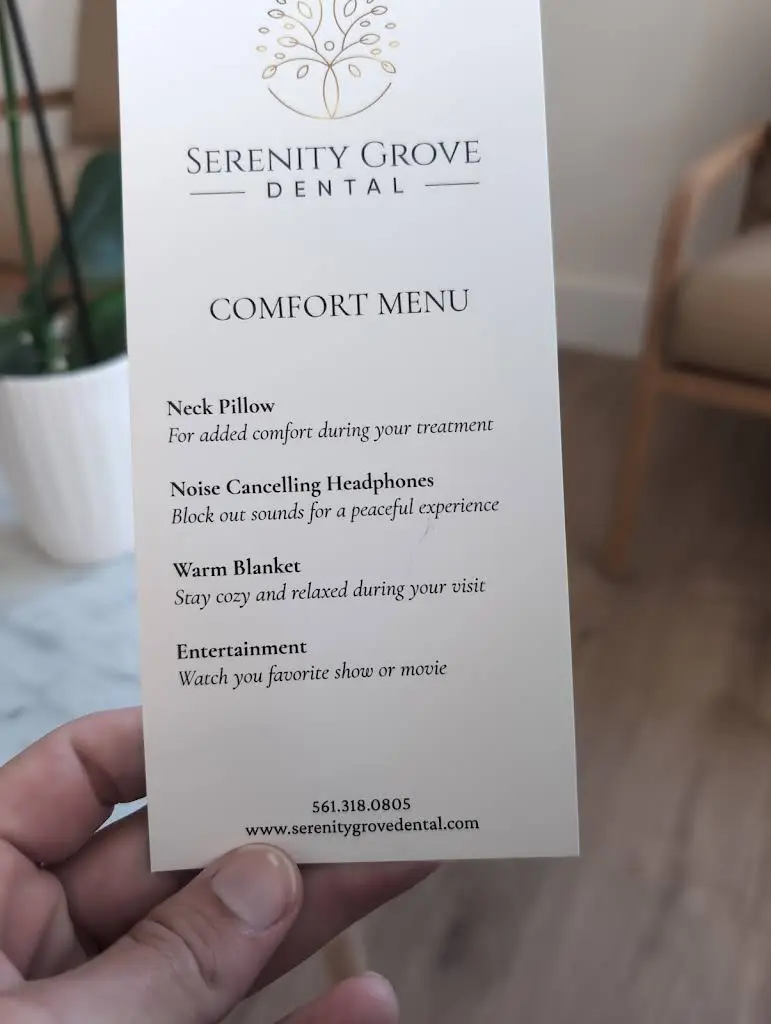 SERENITY GROVE
DENTAL
COMFORT MENU
Neck Pillow
For added comfort during your treatment
Noise Cancelling Headphones
Block out sounds for a peaceful experience
Warm Blanket
Stay cozy and relaxed during your visit
Entertainment
Watch you favorite show or movie
561.318.0805
www.serenitygrovedental.com